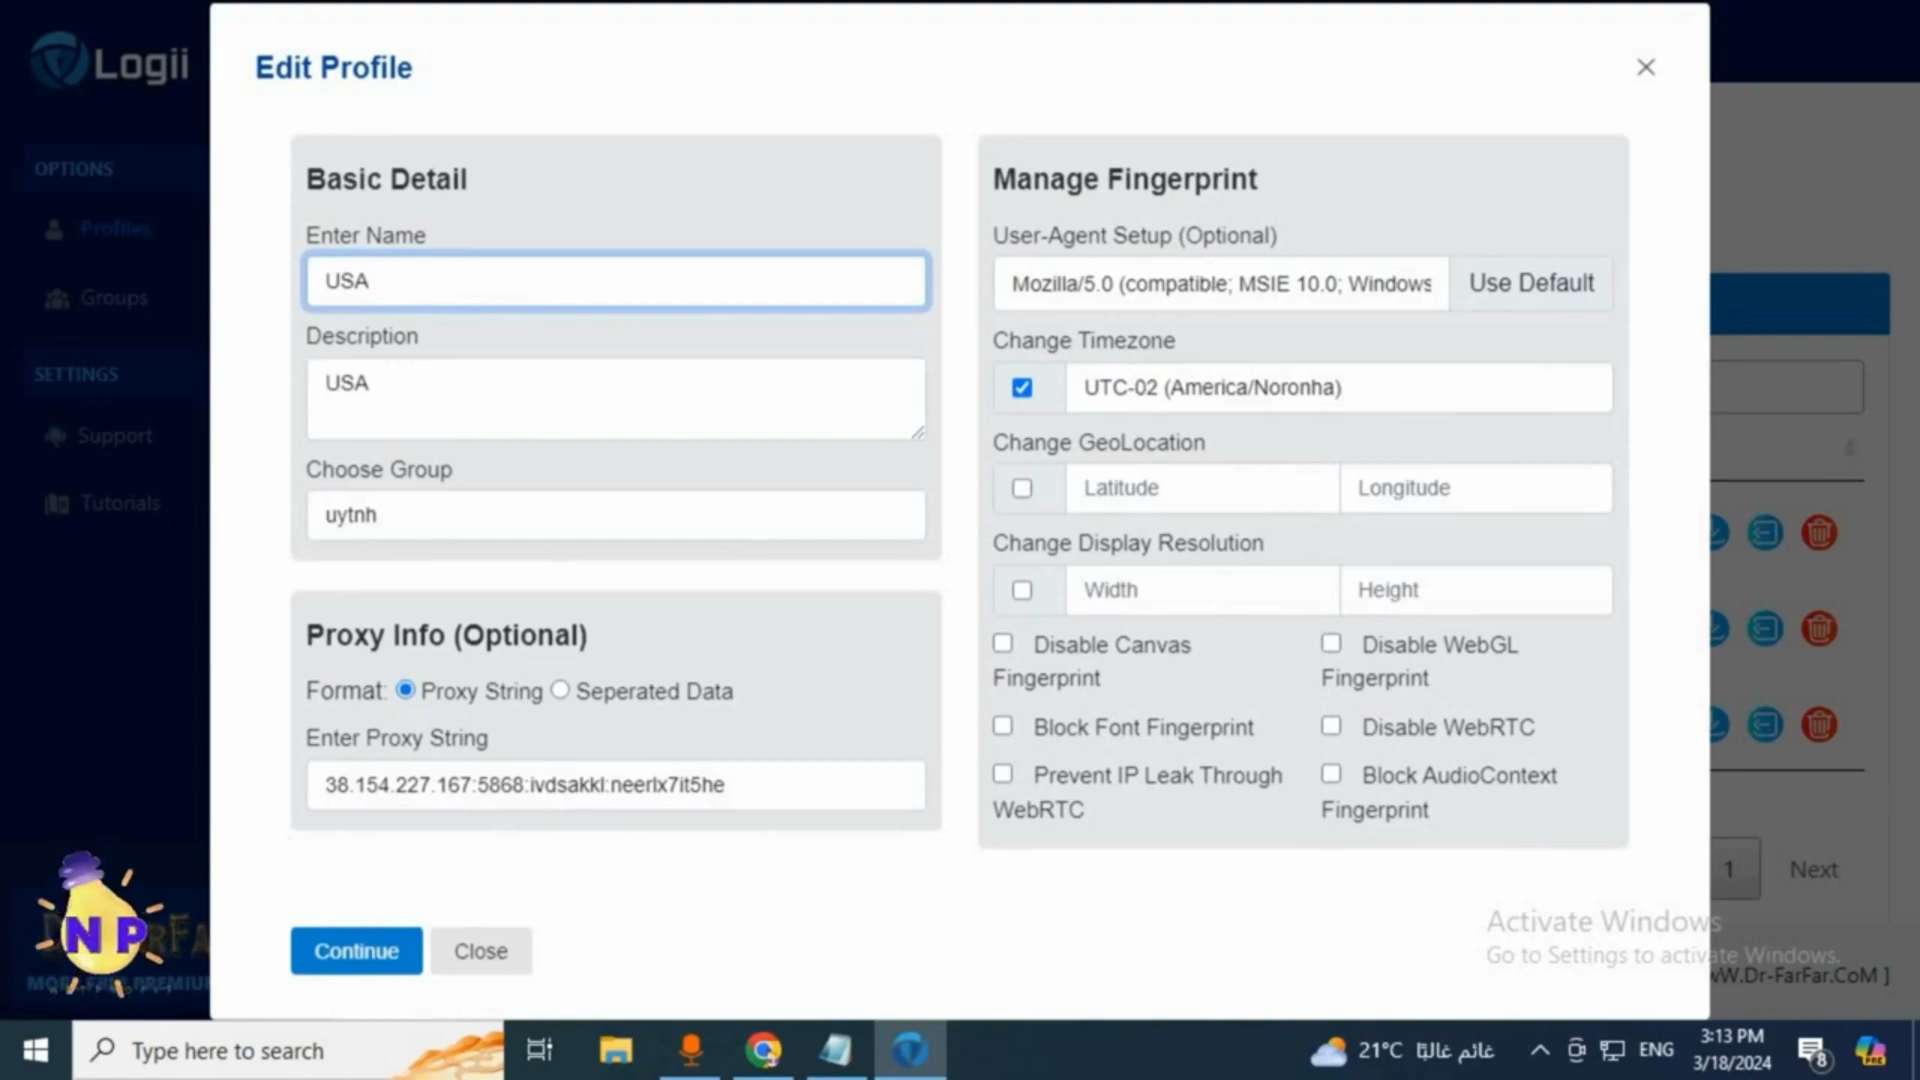 Logii
Edit Profile
OPTIONS
Profiles
Groups
SETTINGS
Support
Tutorials
Basic Detail
Enter Name
USA
Description
USA
Choose Group
uytnh
Proxy Info (Optional)
Format: Proxy String Seperated Data
Enter Proxy String
38.154.227.167:5868:ivdsakkl:neerlx7it5he
Continue Close
Manage Fingerprint
User-Agent Setup (Optional)
Mozilla/5.0 (compatible; MSIE 10.0; Windows Use Default
Change Timezone
UTC-02 (America/Noronha)
Change GeoLocation
Latitude Longitude
Change Display Resolution
Width Height
Disable Canvas Fingerprint
Disable WebGL Fingerprint
Block Font Fingerprint
Disable WebRTC
Prevent IP Leak Through WebRTC
Block AudioContext Fingerprint
1 Next
Activate Windows
Go to Settings to activate Windows.
W.Dr-FarFar.CoM ]
N P
Type here to search
21°C غائم غالبًا
ENG
3:13 PM
3/18/2024
8
PRE